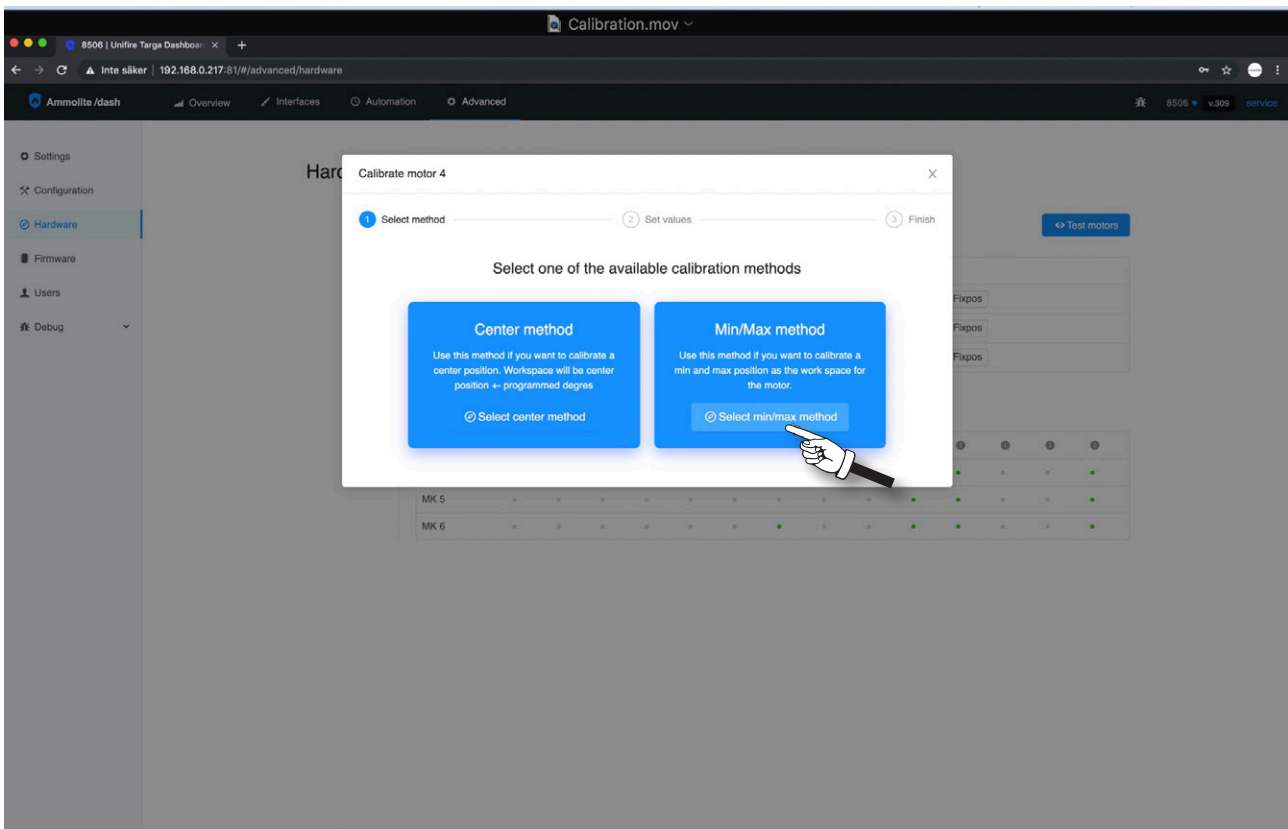 Calibration.mov
8506 | Unifire Targa Dashboar
Inte säker | 192.168.0.217:81/#/advanced/hardware
Ammolite /dash Overview Interfaces Automation Advanced 8506 v.309 service
Settings
Configuration
Hardware
Firmware
Users
Debug
Hard
Test motors
Calibrate motor 4
1 Select method 2 Set values 3 Finish
Select one of the available calibration methods
Center method
Use this method if you want to calibrate a
center position. Workspace will be center
position +- programmed degres
Select center method
Min/Max method
Use this method if you want to calibrate a
min and max position as the work space for
the motor.
Select min/max method
Fixpos
Fixpos
Fixpos
MK 5
MK 6